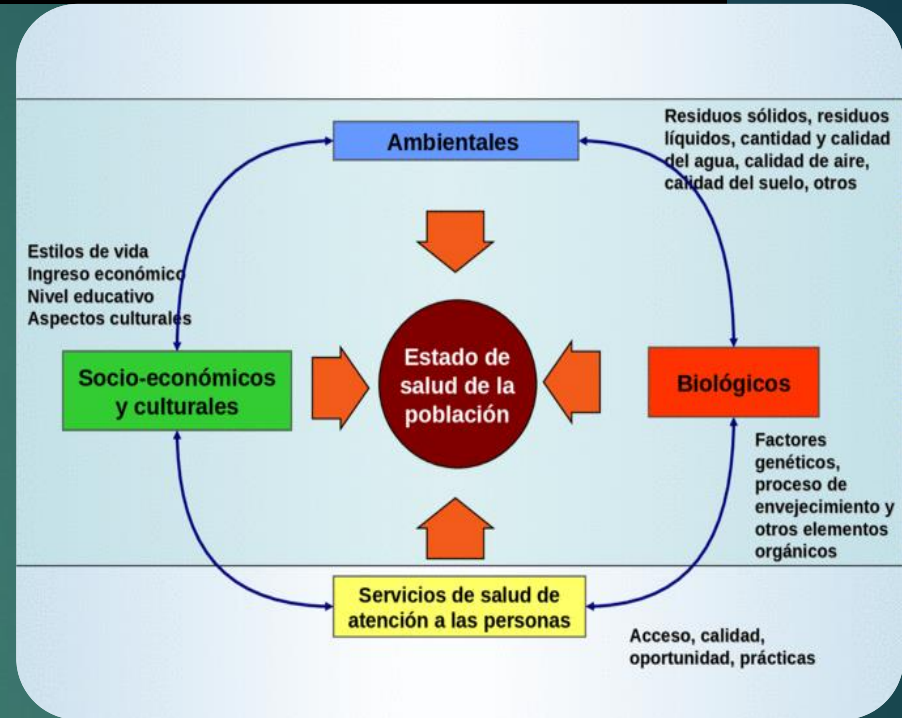 Ambientales
Residuos sólidos, residuos
líquidos, cantidad y calidad
del agua, calidad de aire,
calidad del suelo, otros
Estilos de vida
Ingreso económico
Nivel educativo
Aspectos culturales
Socio-económicos
y culturales
Estado de
salud de la
población
Biológicos
Factores
genéticos,
proceso de
envejecimiento y
otros elementos
orgánicos
Servicios de salud de
atención a las personas
Acceso, calidad,
oportunidad, prácticas